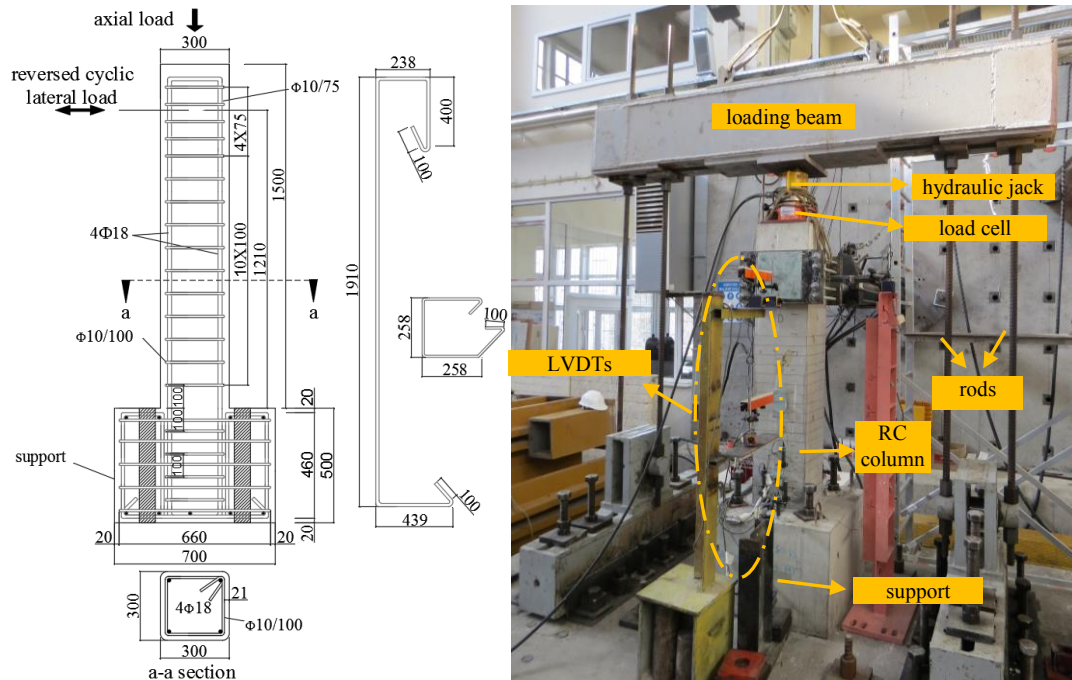 axial load
300
reversed cyclic
lateral load
Φ10/75
4X75
1500
4Φ18
10X100
1210
a
a
Φ10/100
100
100
20
support
100
460
500
20
20
660
20
700
300
4Φ18
21
Φ10/100
300
a-a section
238
400
100
1910
258
100
258
100
439
loading beam
hydraulic jack
load cell
LVDTs
rods
RC
column
support